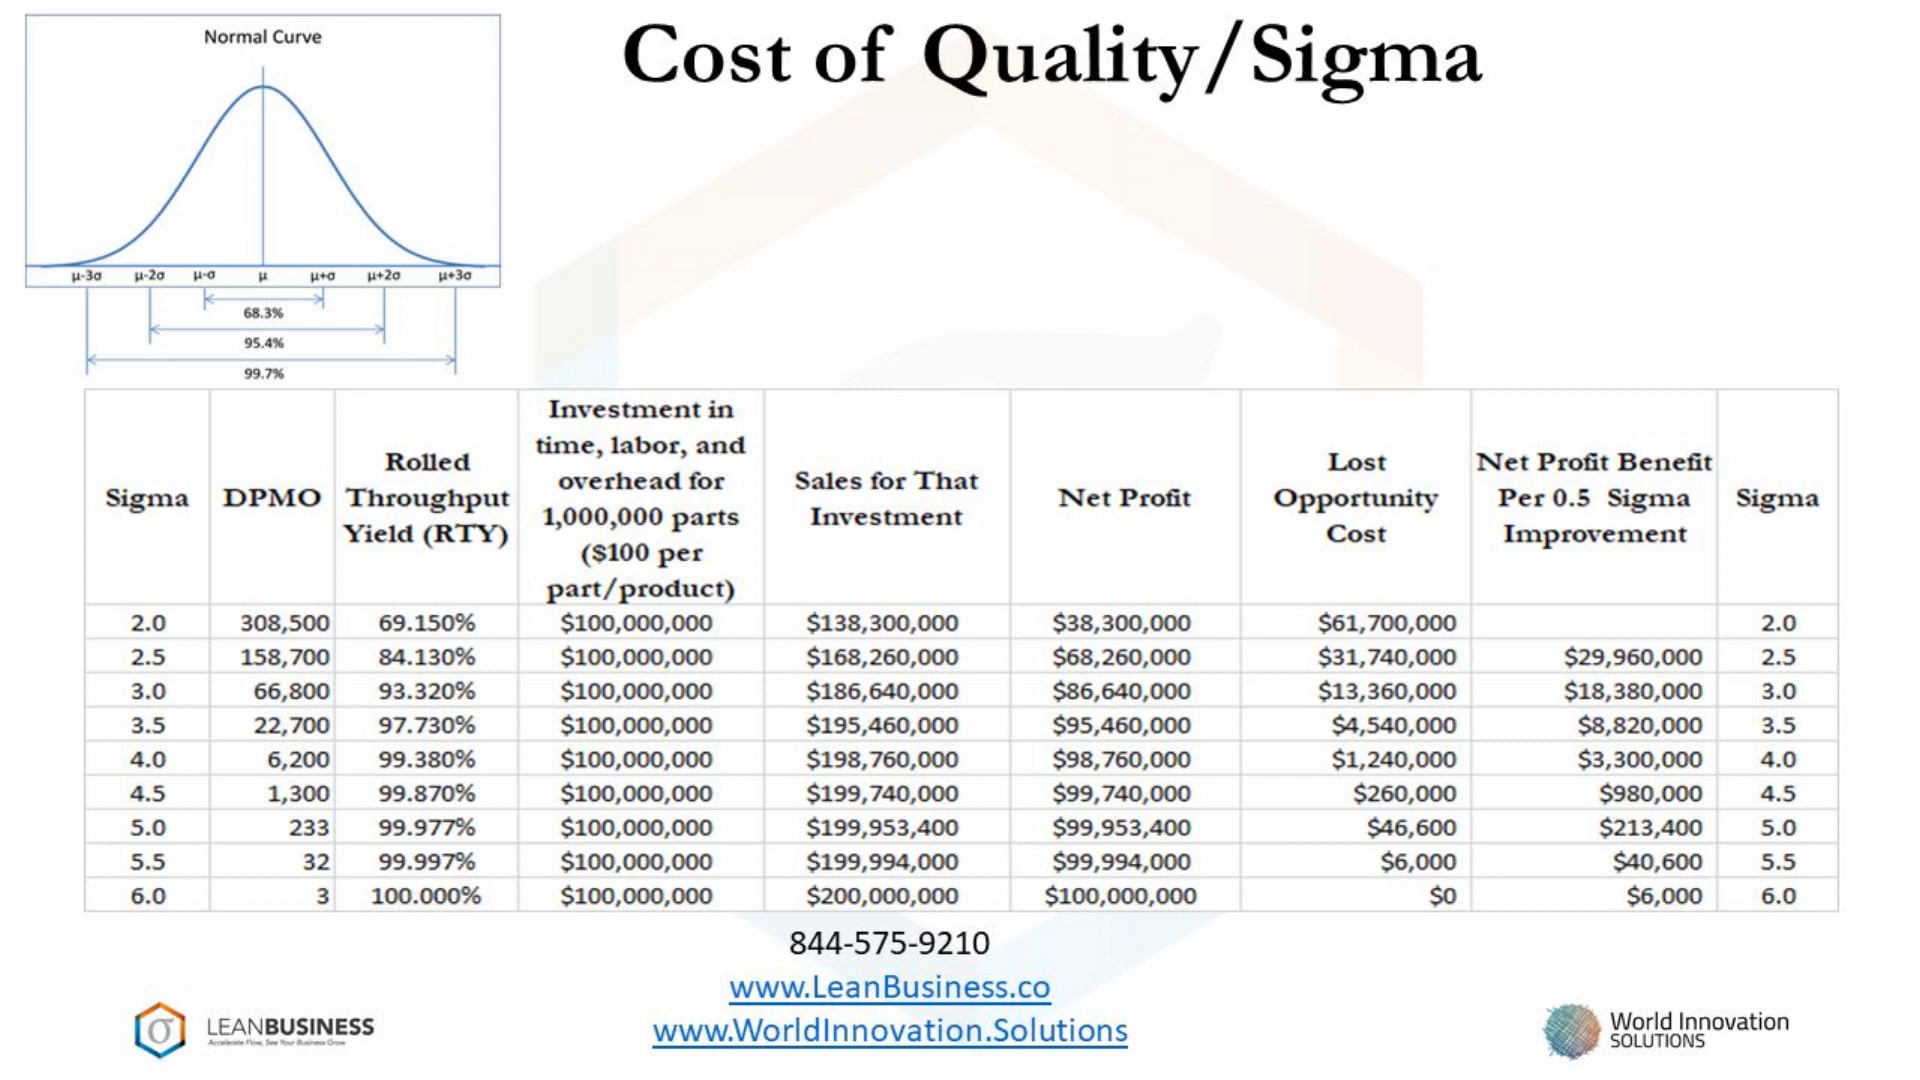 Cost of Quality/Sigma
Normal Curve
μ-3σ μ-2σ μ-σ μ μ+σ μ+2σ μ+3σ
68.3%
95.4%
99.7%
Sigma DPMO Rolled Throughput Yield (RTY) Investment in time, labor, and overhead for 1,000,000 parts ($100 per part/product) Sales for That Investment Net Profit Lost Opportunity Cost Net Profit Benefit Per 0.5 Sigma Improvement Sigma
2.0 308,500 69.150% $100,000,000 $138,300,000 $38,300,000 $61,700,000 2.0
2.5 158,700 84.130% $100,000,000 $168,260,000 $68,260,000 $31,740,000 $29,960,000 2.5
3.0 66,800 93.320% $100,000,000 $186,640,000 $86,640,000 $13,360,000 $18,380,000 3.0
3.5 22,700 97.730% $100,000,000 $195,460,000 $95,460,000 $4,540,000 $8,820,000 3.5
4.0 6,200 99.380% $100,000,000 $198,760,000 $98,760,000 $1,240,000 $3,300,000 4.0
4.5 1,300 99.870% $100,000,000 $199,740,000 $99,740,000 $260,000 $980,000 4.5
5.0 233 99.977% $100,000,000 $199,953,400 $99,953,400 $46,600 $213,400 5.0
5.5 32 99.997% $100,000,000 $199,994,000 $99,994,000 $6,000 $40,600 5.5
6.0 3 100.000% $100,000,000 $200,000,000 $100,000,000 $0 $6,000 6.0
844-575-9210
www.LeanBusiness.co
www.WorldInnovation.Solutions
σ LEANBUSINESS
Accelerate Flow, See Your Business Grow
World Innovation
SOLUTIONS